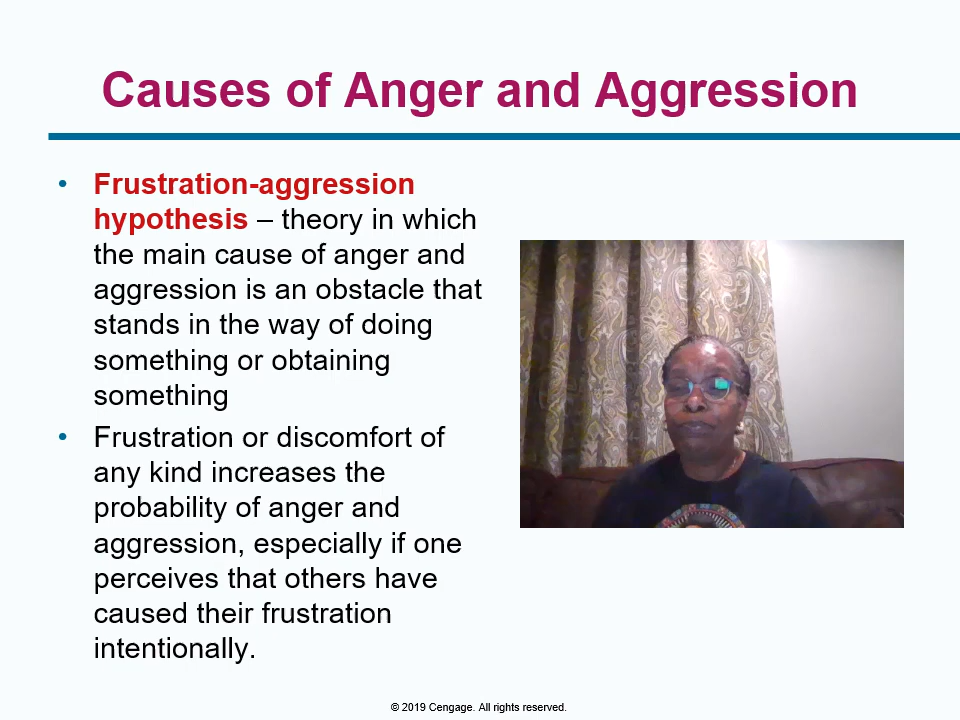 Causes of Anger and Aggression
• Frustration-aggression
hypothesis – theory in which
the main cause of anger and
aggression is an obstacle that
stands in the way of doing
something or obtaining
something
• Frustration or discomfort of
any kind increases the
probability of anger and
aggression, especially if one
perceives that others have
caused their frustration
intentionally.
© 2019 Cengage. All rights reserved.